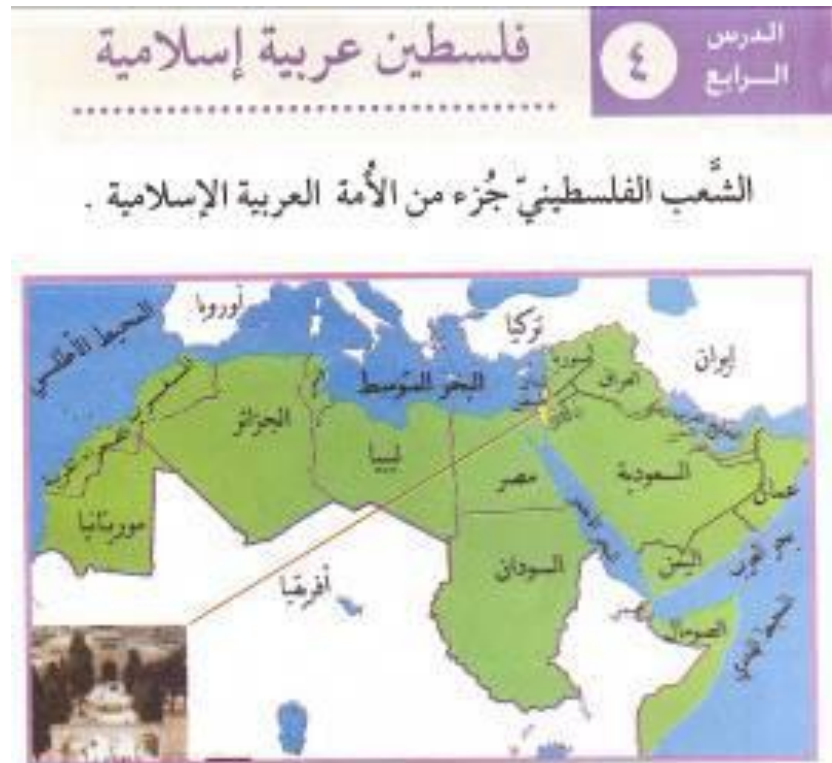 الدرس
الرابع
٤
فلسطين عربية إسلامية
الشَّعب الفلسطينيّ جُزء من الأُمة العربية الإسلامية .
أوروبا
المحيط الأطلسي
تركيا
إيران
سوريا
العراق
البحر المتوسط
الجزائر
ليبيا
مصر
السعودية
عمان
موريتانيا
السودان
اليمن
أفريقيا
الصومال